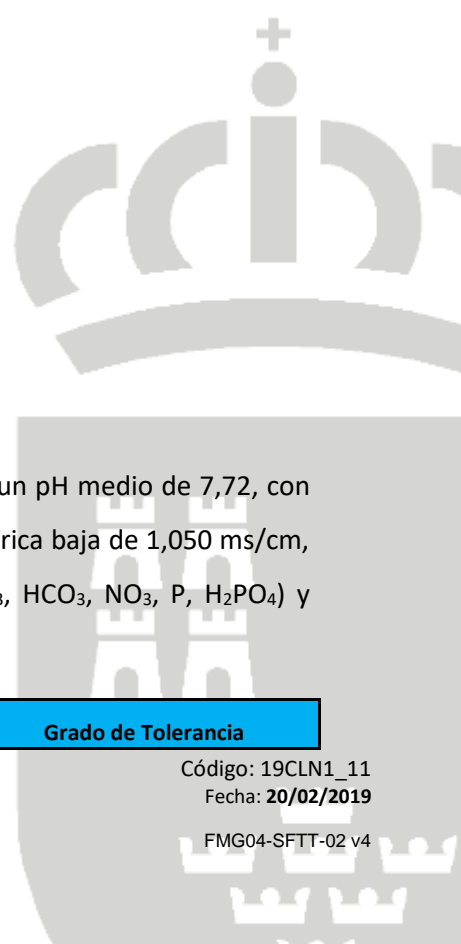 un pH medio de 7,72, con
rica baja de 1,050 ms/cm,
₃, HCO₃, NO₃, P, H₂PO₄) y
Grado de Tolerancia
Código: 19CLN1_11
Fecha: 20/02/2019
FMG04-SFTT-02 v4